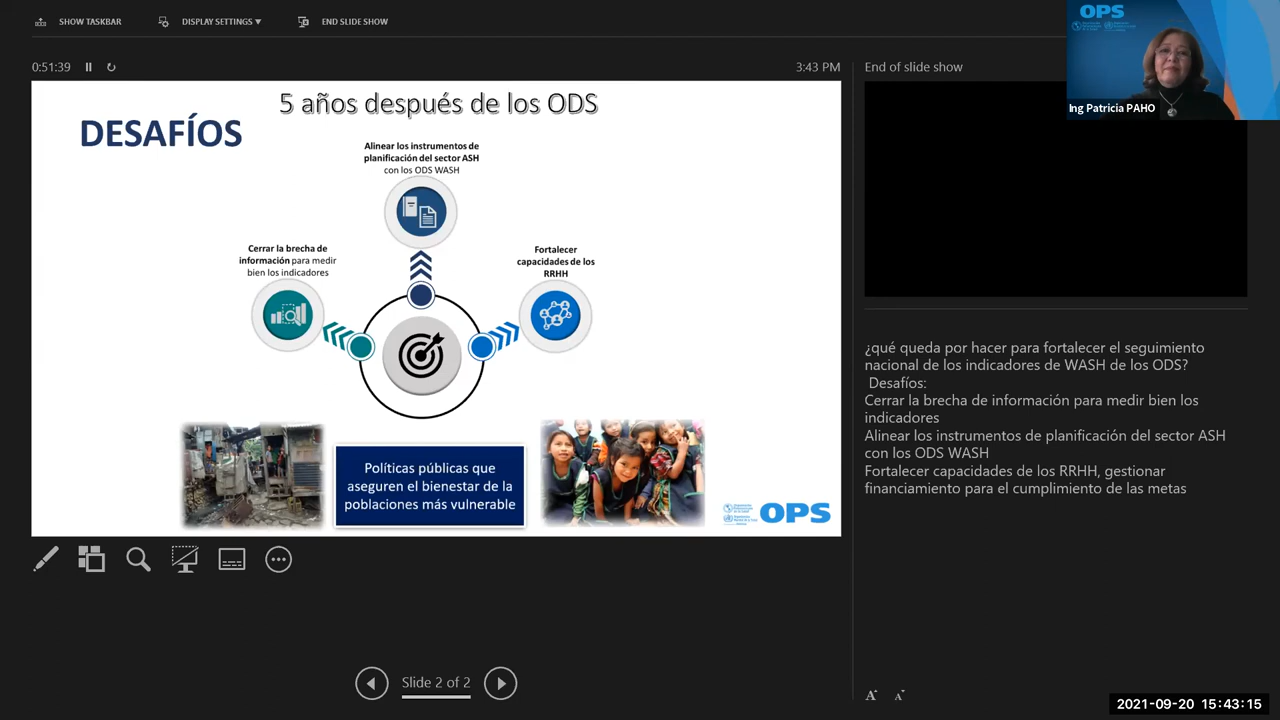 SHOW TASKBAR
DISPLAY SETTINGS ▼
END SLIDE SHOW
0:51:39
3:43 PM
End of slide show
OPS
Ing Patricia PAHO
5 años después de los ODS
DESAFÍOS
Alinear los instrumentos de
planificación del sector ASH
con los ODS WASH
Cerrar la brecha de
información para medir
bien los indicadores
Fortalecer
capacidades de los
RRHH
Políticas públicas que
aseguren el bienestar de la
poblaciones más vulnerable
OPS
¿qué queda por hacer para fortalecer el seguimiento
nacional de los indicadores de WASH de los ODS?
Desafíos:
Cerrar la brecha de información para medir bien los
indicadores
Alinear los instrumentos de planificación del sector ASH
con los ODS WASH
Fortalecer capacidades de los RRHH, gestionar
financiamiento para el cumplimiento de las metas
Slide 2 of 2
A A
2021-09-20 15:43:15